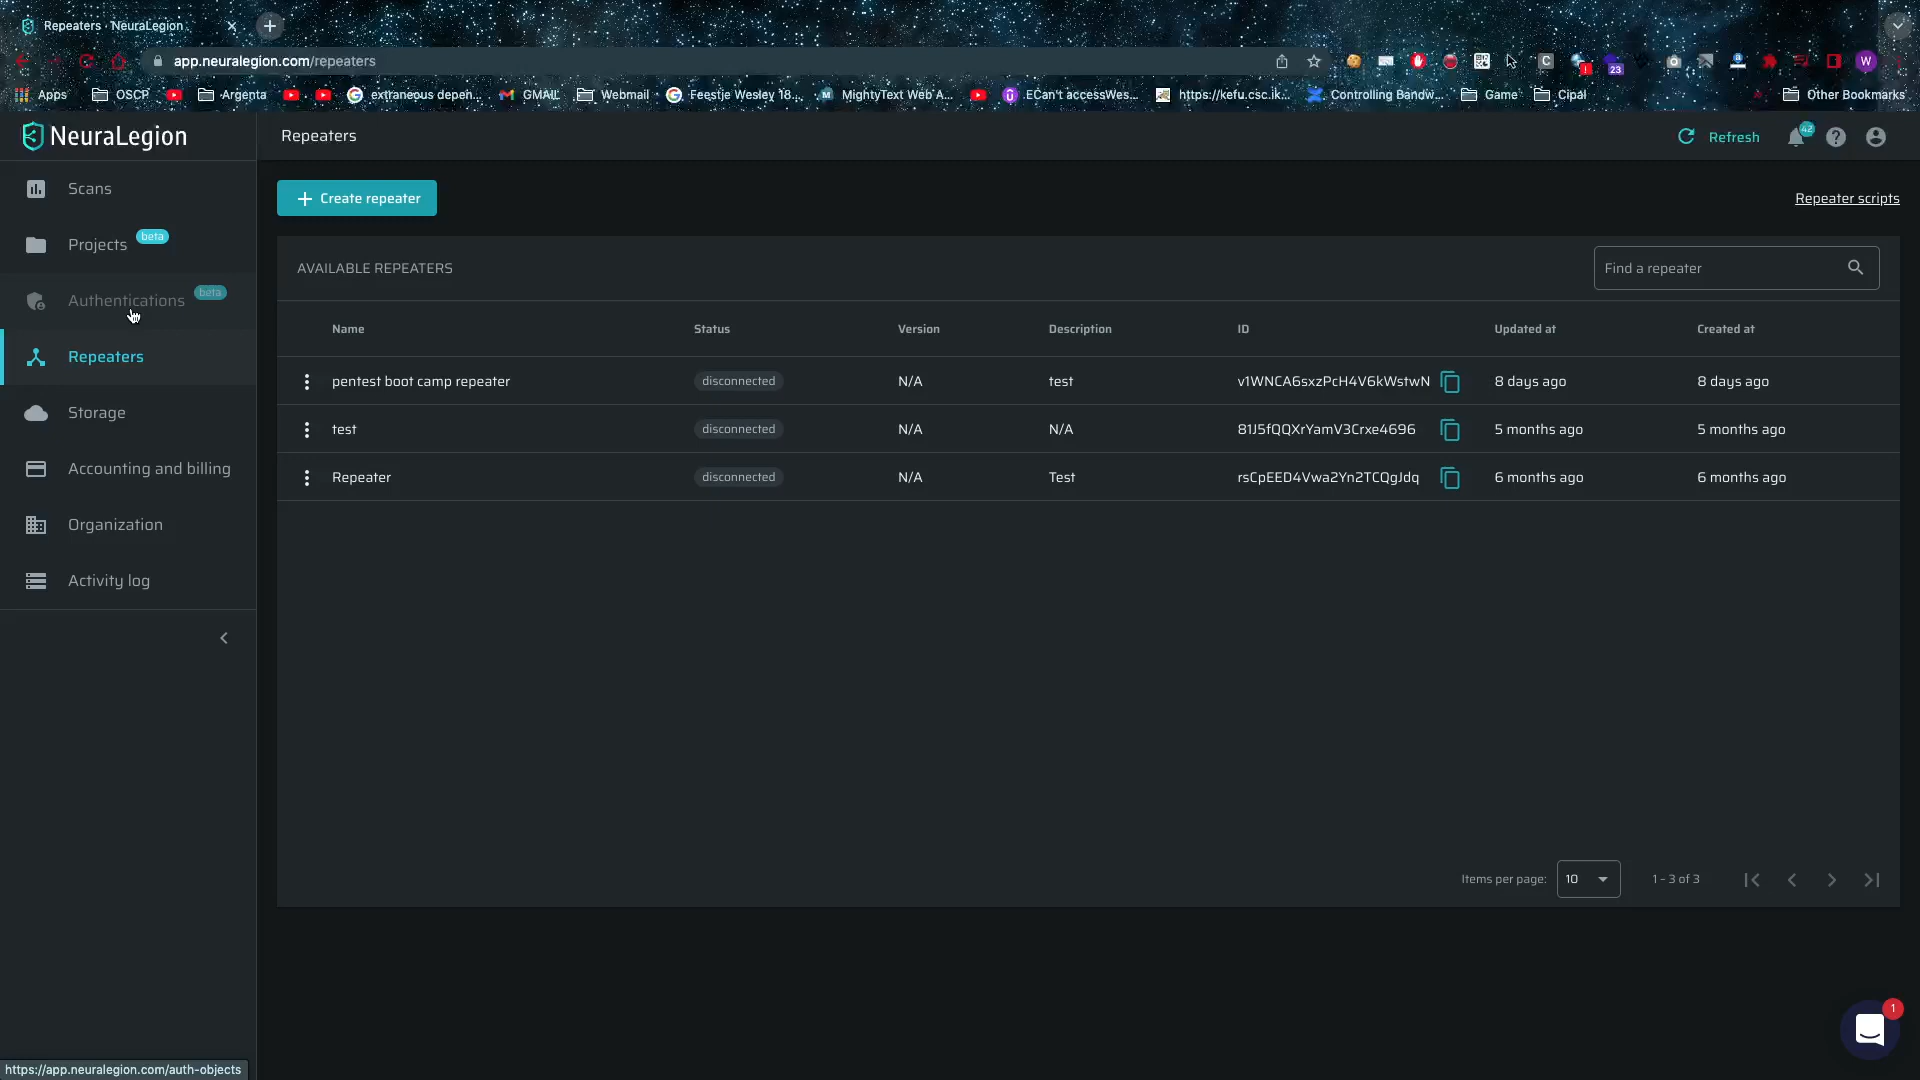 Repeaters · NeuraLegion
app.neuralegion.com/repeaters
23
W
Apps
OSCP
Argenta
extraneous depen...
GMAIL
Webmail
Feestje Wesley 18...
MightyText Web A...
ECan't accessWes...
https://kefu.csc.ik...
Controlling Bandw...
Game
Cipal
Other Bookmarks
NeuraLegion
Repeaters
Refresh
42
Scans
Projects
beta
Authentications
beta
Repeaters
Storage
Accounting and billing
Organization
Activity log
Create repeater
Repeater scripts
AVAILABLE REPEATERS
Find a repeater
Name Status Version Description ID Updated at Created at
pentest boot camp repeater disconnected N/A test v1WNCA6sxzPcH4V6kWstwN 8 days ago 8 days ago
test disconnected N/A N/A 81J5fQQXrYamV3Crxe4696 5 months ago 5 months ago
Repeater disconnected N/A Test rsCpEED4Vwa2Yn2TCQgJdq 6 months ago 6 months ago
Items per page: 10 1 – 3 of 3
1
https://app.neuralegion.com/auth-objects